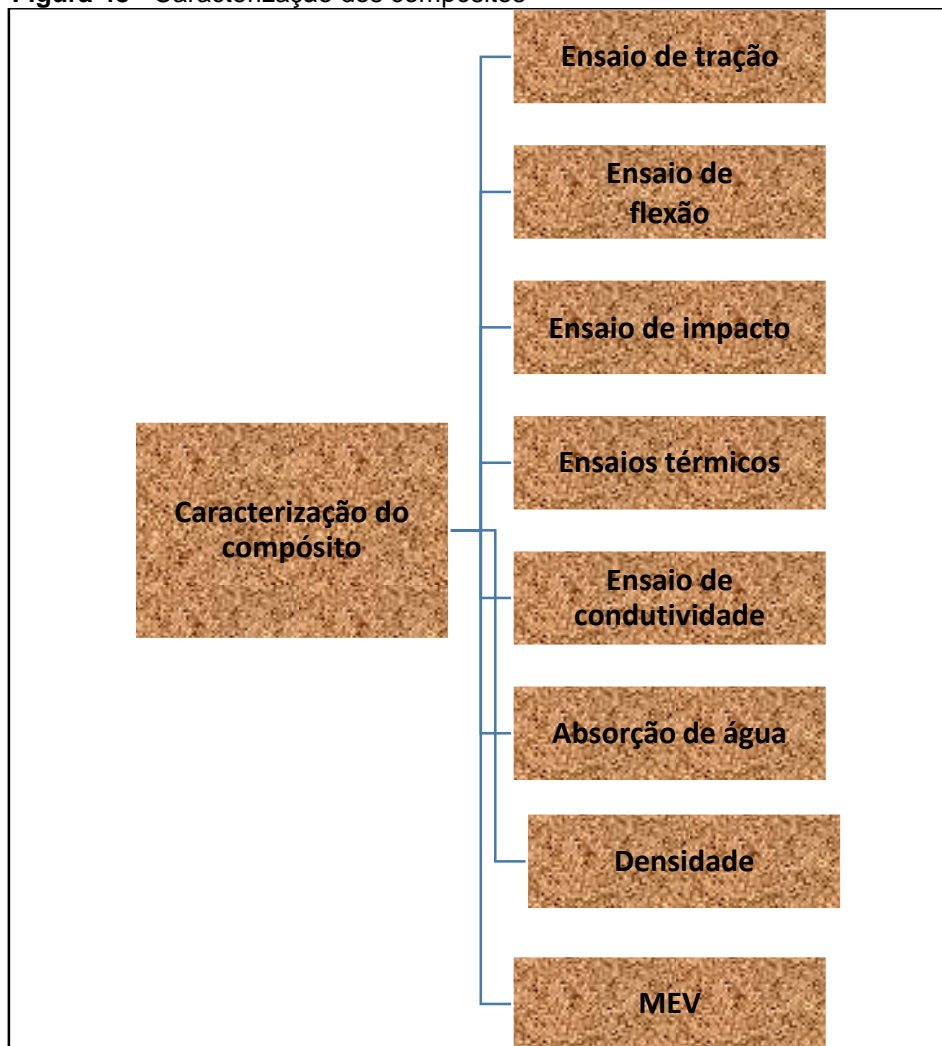 Caracterização dos compósitos
Ensaio de tração
Ensaio de
flexão
Ensaio de impacto
Ensaios térmicos
Caracterização do
compósito
Ensaio de
condutividade
Absorção de água
Densidade
MEV